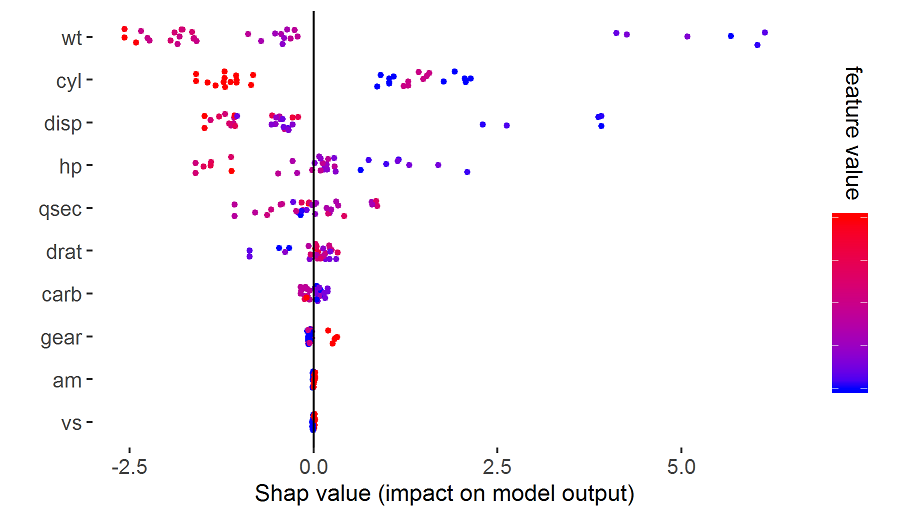 wt
cyl
disp
hp
qsec
drat
carb
gear
am
vs
-2.5 0.0 2.5 5.0
Shap value (impact on model output)
feature value